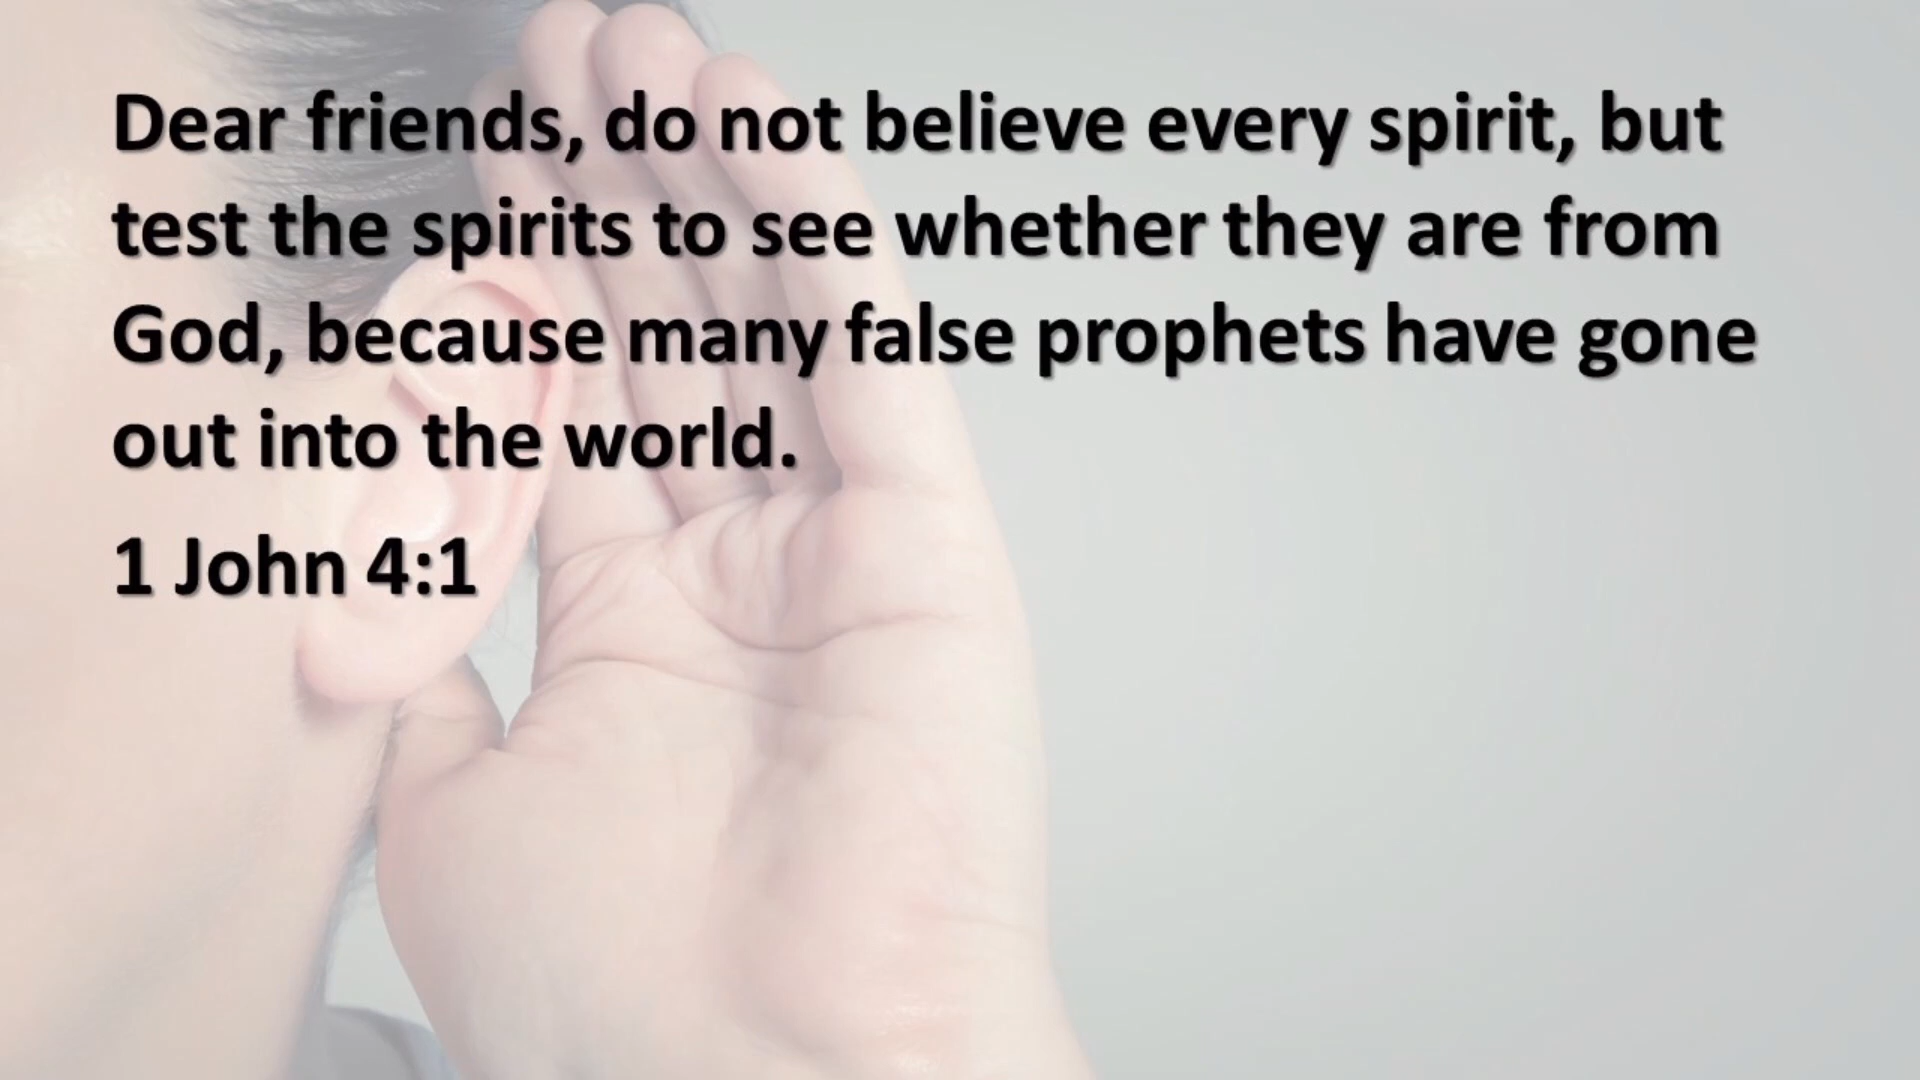 Dear friends, do not believe every spirit, but
test the spirits to see whether they are from
God, because many false prophets have gone
out into the world.
1 John 4:1